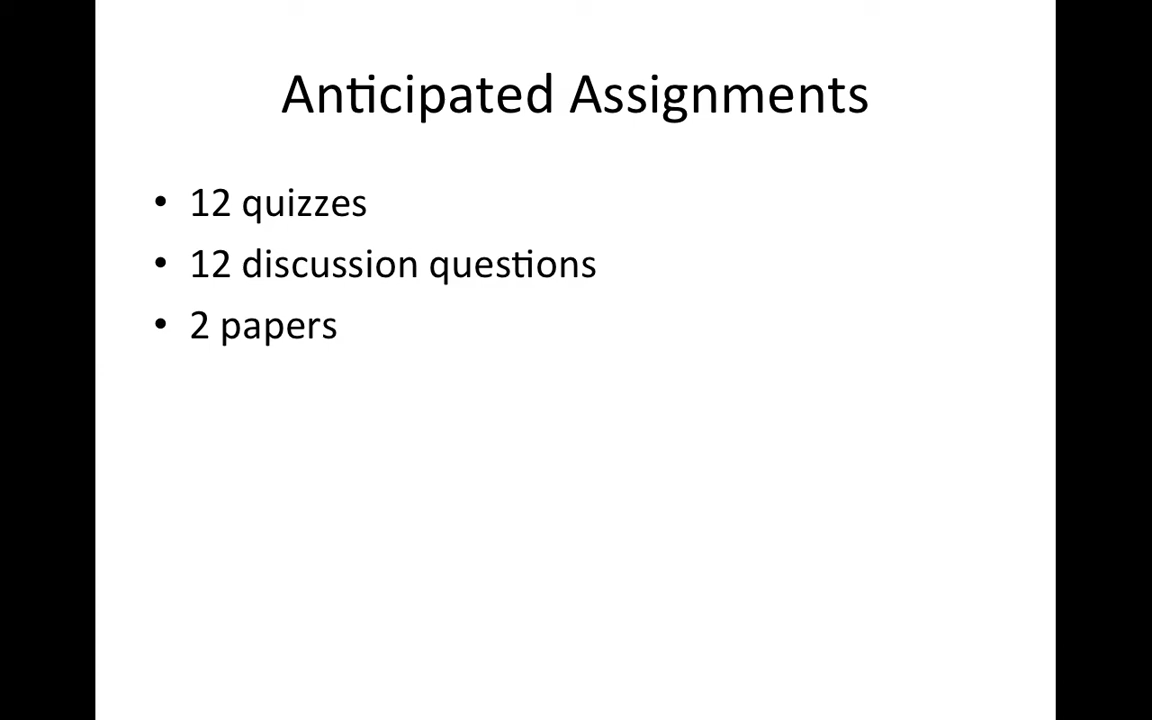 Anticipated Assignments
• 12 quizzes
• 12 discussion questions
• 2 papers